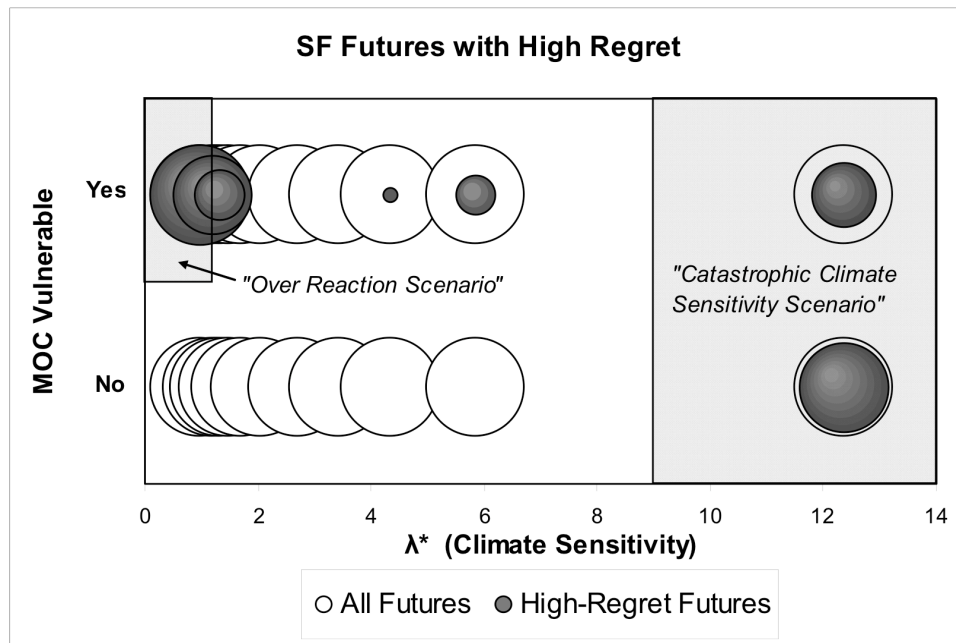 SF Futures with High Regret
MOC Vulnerable
Yes
"Over Reaction Scenario"
"Catastrophic Climate
Sensitivity Scenario"
No
0 2 4 6 8 10 12 14
λ* (Climate Sensitivity)
All Futures High-Regret Futures